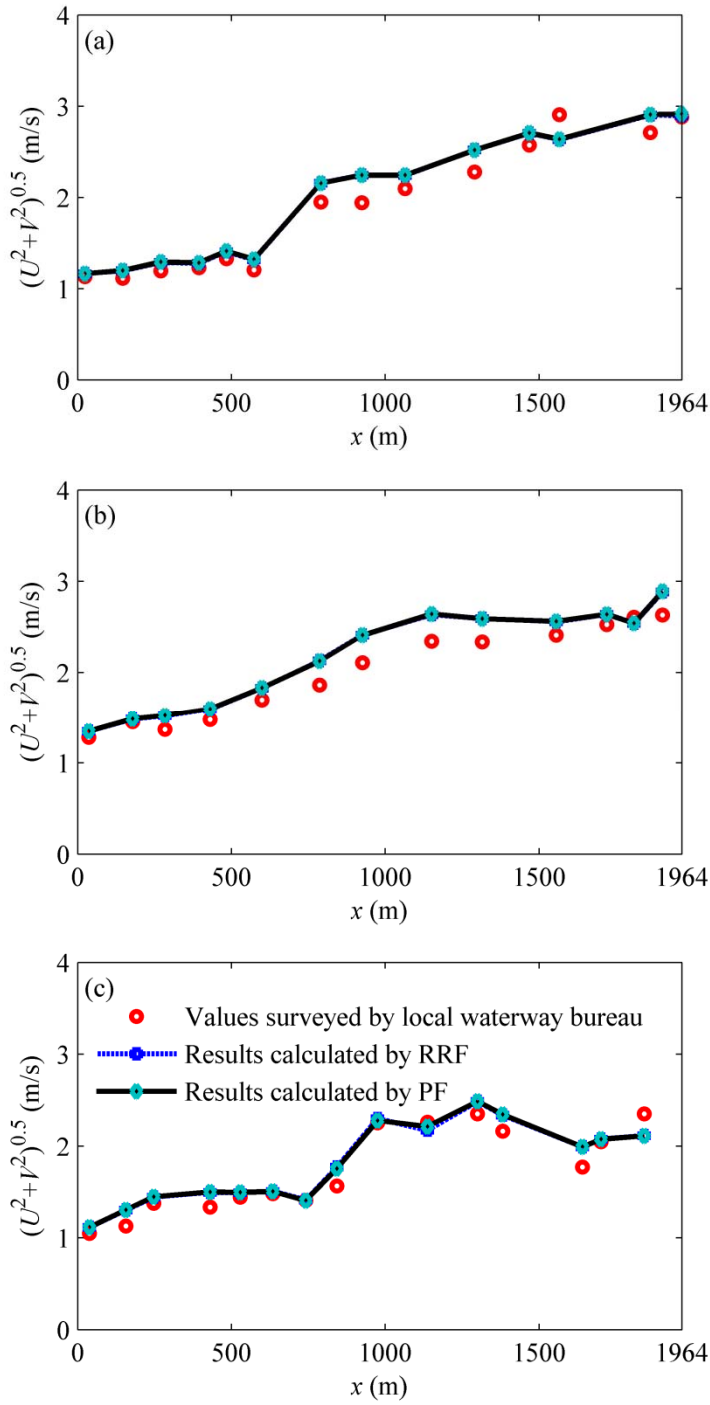 (a)
4
3
2
1
0
(U²+V²)^0.5 (m/s)
0 500 1000 1500 1964
x (m)
(b)
4
3
2
1
0
(U²+V²)^0.5 (m/s)
0 500 1000 1500 1964
x (m)
(c)
4
3
2
1
0
(U²+V²)^0.5 (m/s)
Values surveyed by local waterway bureau
Results calculated by RRF
Results calculated by PF
0 500 1000 1500 1964
x (m)